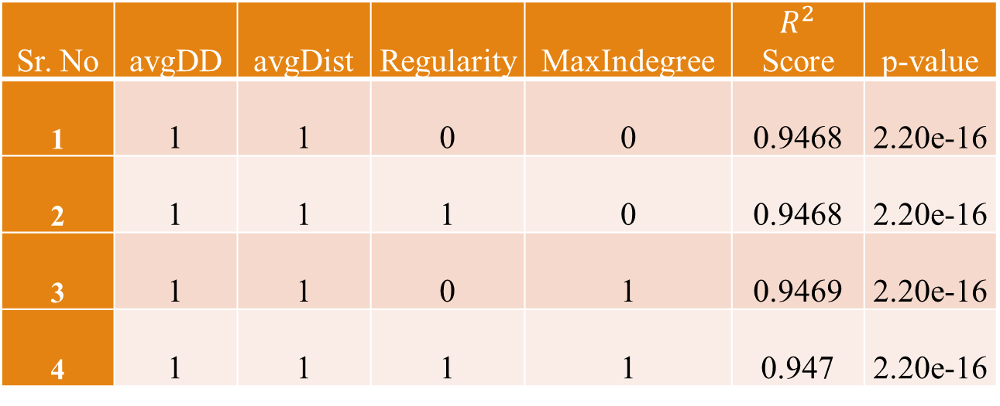 Sr. No avgDD avgDist Regularity MaxIndegree R² Score p-value
1 1 1 0 0 0.9468 2.20e-16
2 1 1 1 0 0.9468 2.20e-16
3 1 1 0 1 0.9469 2.20e-16
4 1 1 1 1 0.947 2.20e-16